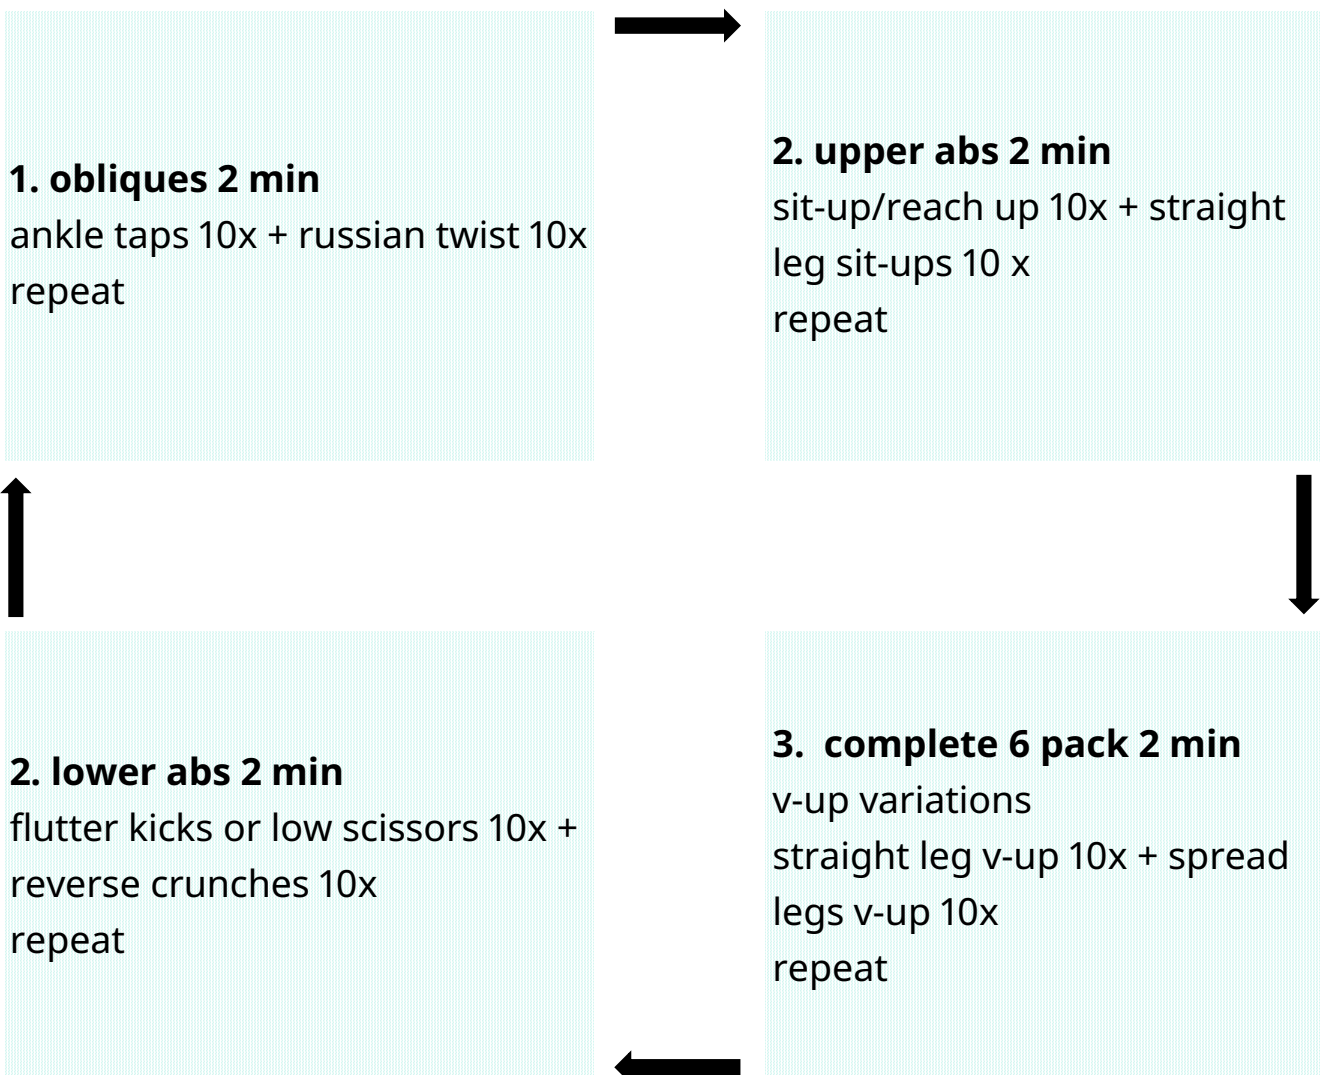 1. obliques 2 min
ankle taps 10x + russian twist 10x
repeat
2. upper abs 2 min
sit-up/reach up 10x + straight
leg sit-ups 10 x
repeat
2. lower abs 2 min
flutter kicks or low scissors 10x +
reverse crunches 10x
repeat
3.  complete 6 pack 2 min
v-up variations
straight leg v-up 10x + spread
legs v-up 10x
repeat